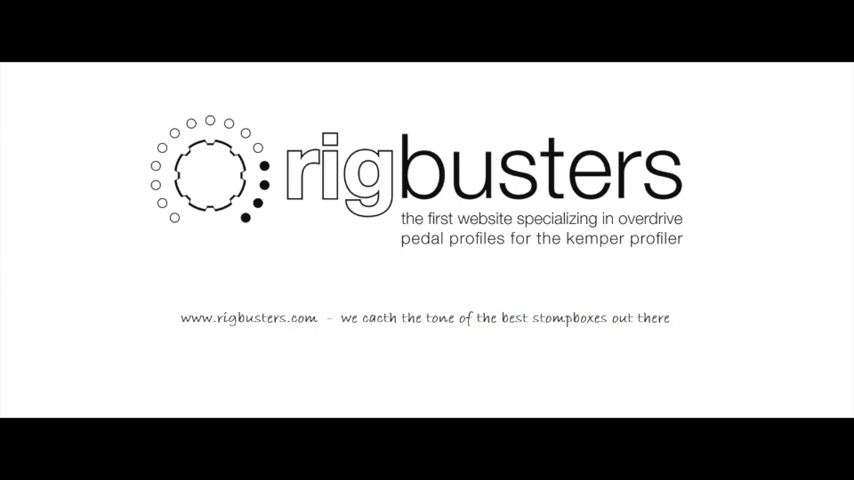 rigbusters
the first website specializing in overdrive
pedal profiles for the kemper profiler
www.rigbusters.com - we cacth the tone of the best stompboxes out there